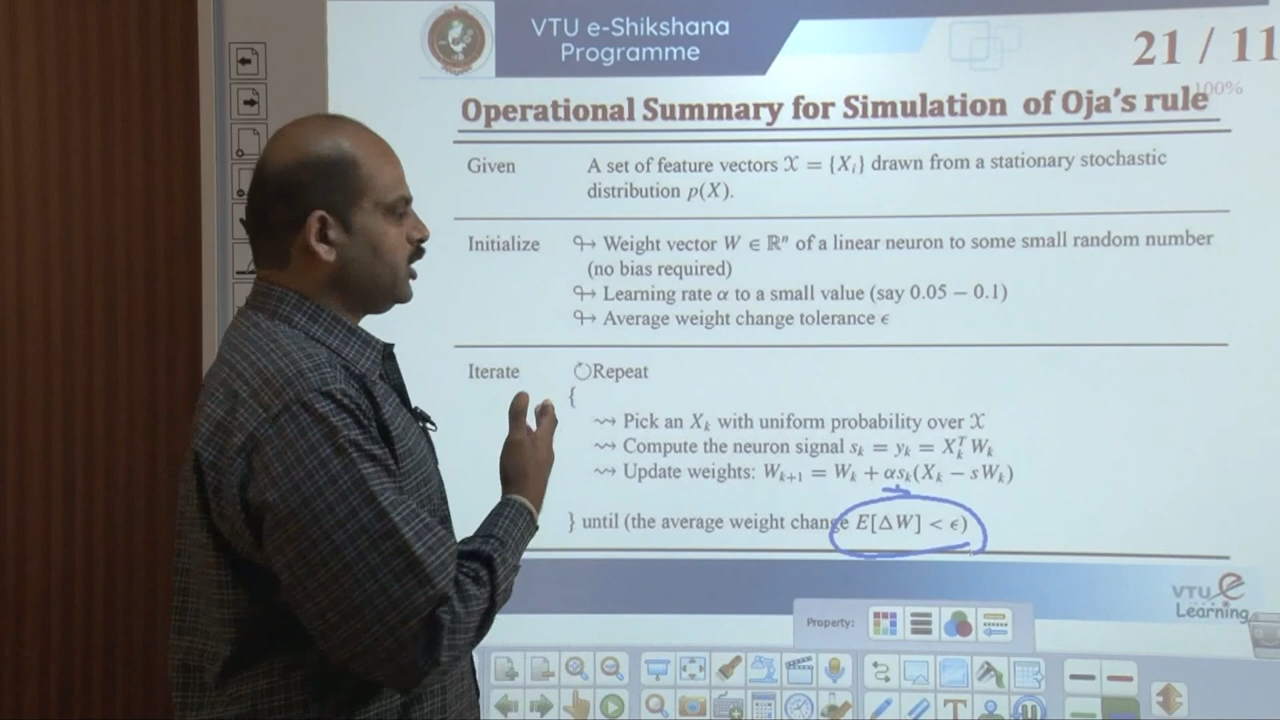 VTU e-Shikshana
Programme
21 / 11
100%
Operational Summary for Simulation of Oja's rule
Given A set of feature vectors 𝒳 = {Xᵢ} drawn from a stationary stochastic
distribution p(X).
Initialize ↬ Weight vector W ∈ ℝⁿ of a linear neuron to some small random number
(no bias required)
↬ Learning rate α to a small value (say 0.05 − 0.1)
↬ Average weight change tolerance ϵ
Iterate ↻Repeat
{
⇝ Pick an Xₖ with uniform probability over 𝒳
⇝ Compute the neuron signal sₖ = yₖ = Xₖᵀ Wₖ
⇝ Update weights: Wₖ₊₁ = Wₖ + αsₖ(Xₖ − sWₖ)
} until (the average weight change E[ΔW] < ϵ)
VTU e
Learning
Property: